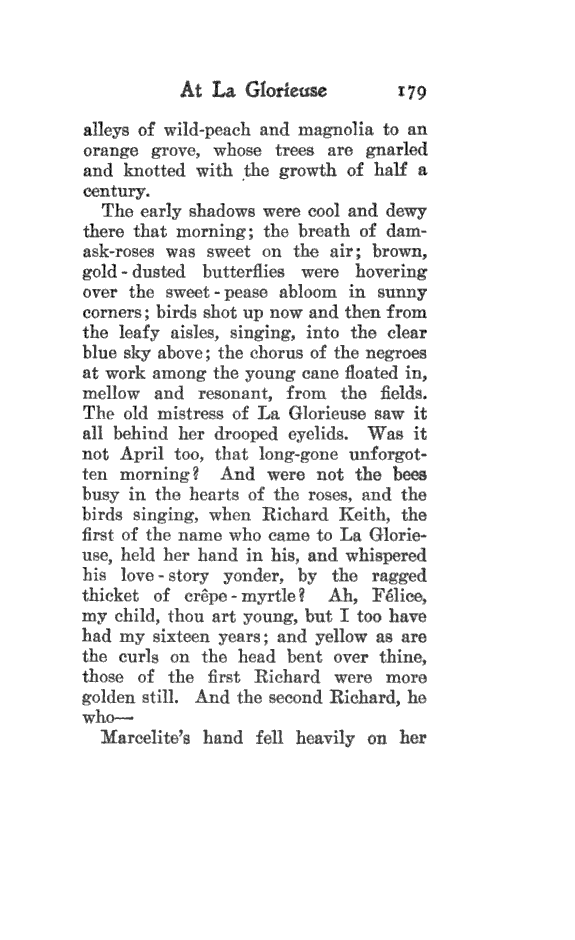 At La Glorieuse 179
alleys of wild-peach and magnolia to an
orange grove, whose trees are gnarled
and knotted with the growth of half a
century.
The early shadows were cool and dewy
there that morning; the breath of dam-
ask-roses was sweet on the air; brown,
gold-dusted butterflies were hovering
over the sweet-pease abloom in sunny
corners; birds shot up now and then from
the leafy aisles, singing, into the clear
blue sky above; the chorus of the negroes
at work among the young cane floated in,
mellow and resonant, from the fields.
The old mistress of La Glorieuse saw it
all behind her drooped eyelids. Was it
not April too, that long-gone unforgot-
ten morning? And were not the bees
busy in the hearts of the roses, and the
birds singing, when Richard Keith, the
first of the name who came to La Glorie-
use, held her hand in his, and whispered
his love-story yonder, by the ragged
thicket of crêpe-myrtle? Ah, Félice,
my child, thou art young, but I too have
had my sixteen years; and yellow as are
the curls on the head bent over thine,
those of the first Richard were more
golden still. And the second Richard, he
who—
Marcelite's hand fell heavily on her